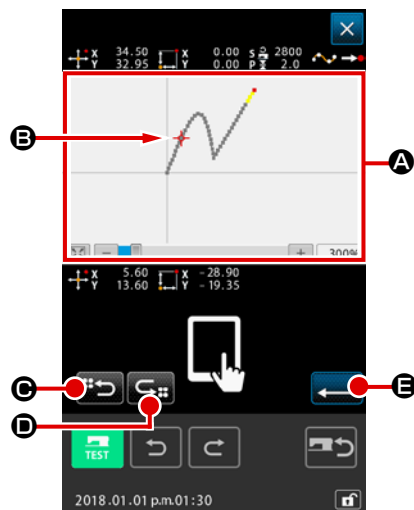 X 34.50 X 0.00 S 2800
Y 32.95 Y 0.00 P 2.0
B
A
300%
X 5.60 X -28.90
Y 13.60 Y -19.35
C
E
D
TEST
2018.01.01 p.m.01:30